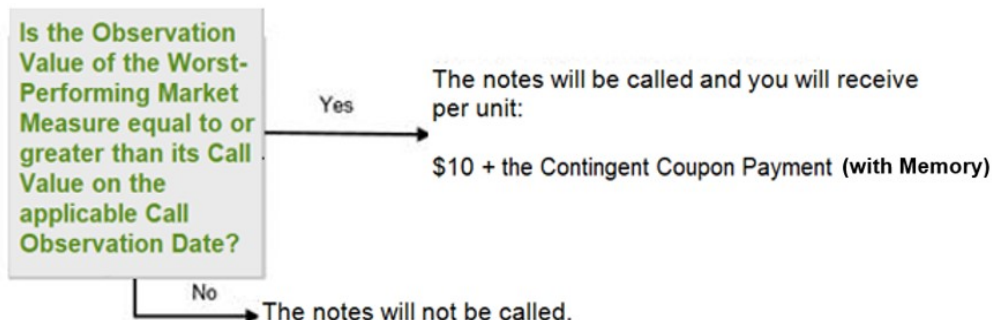 Is the Observation
Value of the Worst-
Performing Market
Measure equal to or
greater than its Call
Value on the
applicable Call
Observation Date?
Yes
The notes will be called and you will receive
per unit:
$10 + the Contingent Coupon Payment (with Memory)
No
The notes will not be called.